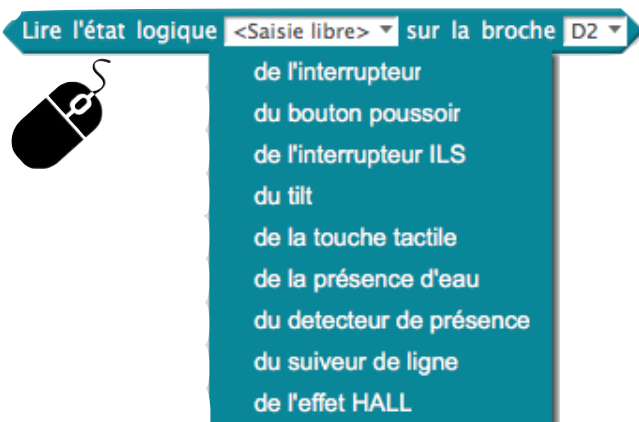 Lire l'état logique <Saisie libre> sur la broche D2
de l'interrupteur
du bouton poussoir
de l'interrupteur ILS
du tilt
de la touche tactile
de la présence d'eau
du detecteur de présence
du suiveur de ligne
de l'effet HALL